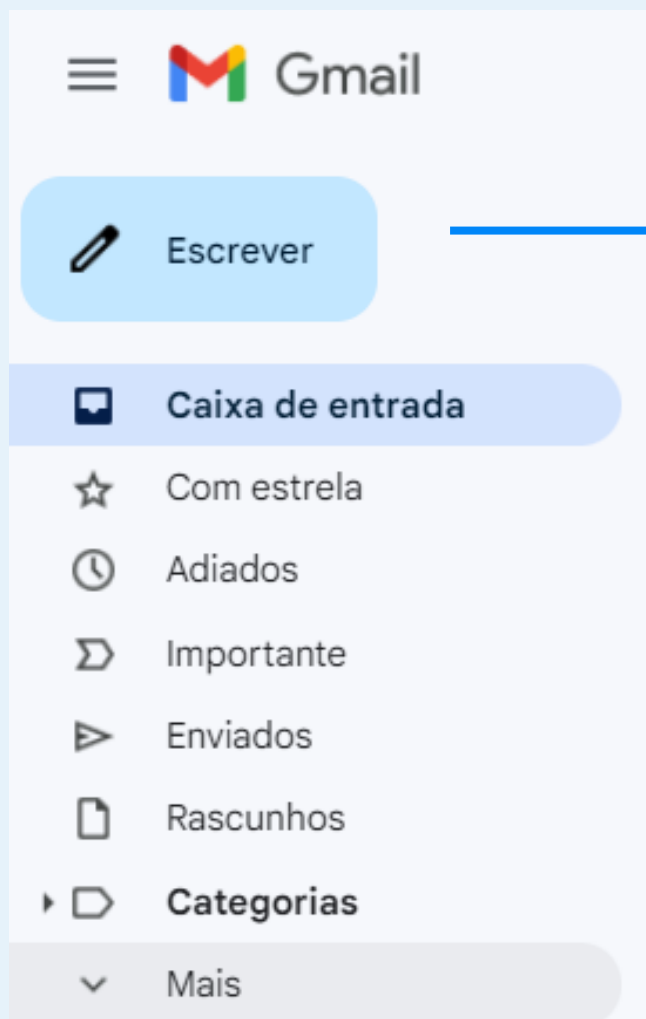 Gmail
Escrever
Caixa de entrada
Com estrela
Adiados
Importante
Enviados
Rascunhos
Categorias
Mais